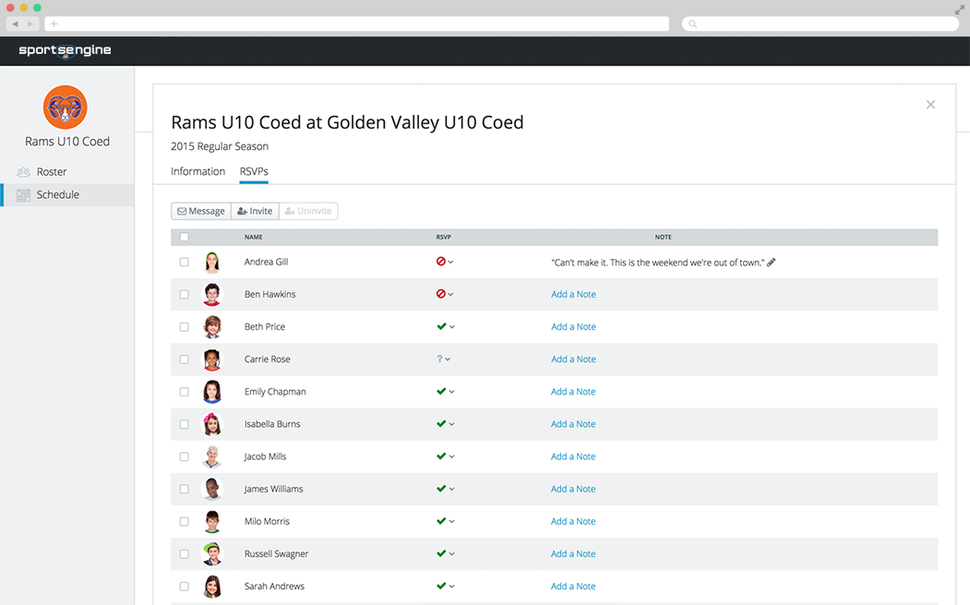 sportsengine
Rams U10 Coed
Roster
Schedule
Rams U10 Coed at Golden Valley U10 Coed
2015 Regular Season
Information RSVPs
Message Invite Uninvite
NAME RSVP NOTE
Andrea Gill "Can't make it. This is the weekend we're out of town."
Ben Hawkins Add a Note
Beth Price Add a Note
Carrie Rose ? Add a Note
Emily Chapman Add a Note
Isabella Burns Add a Note
Jacob Mills Add a Note
James Williams Add a Note
Milo Morris Add a Note
Russell Swagner Add a Note
Sarah Andrews Add a Note